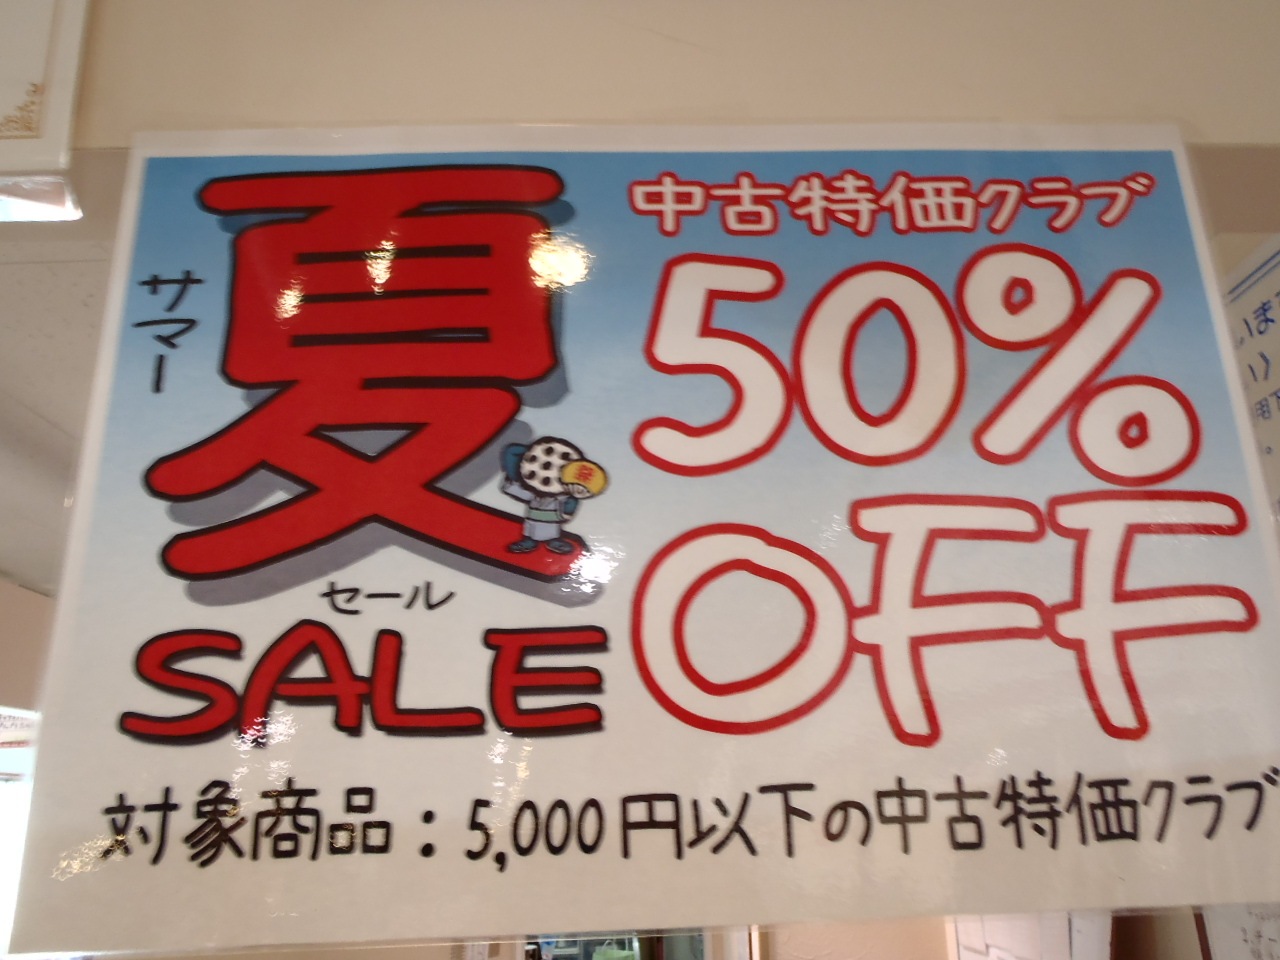 サマー
夏
セール
SALE
中古特価クラブ
50%
OFF
対象商品：5,000円以下の中古特価クラブ